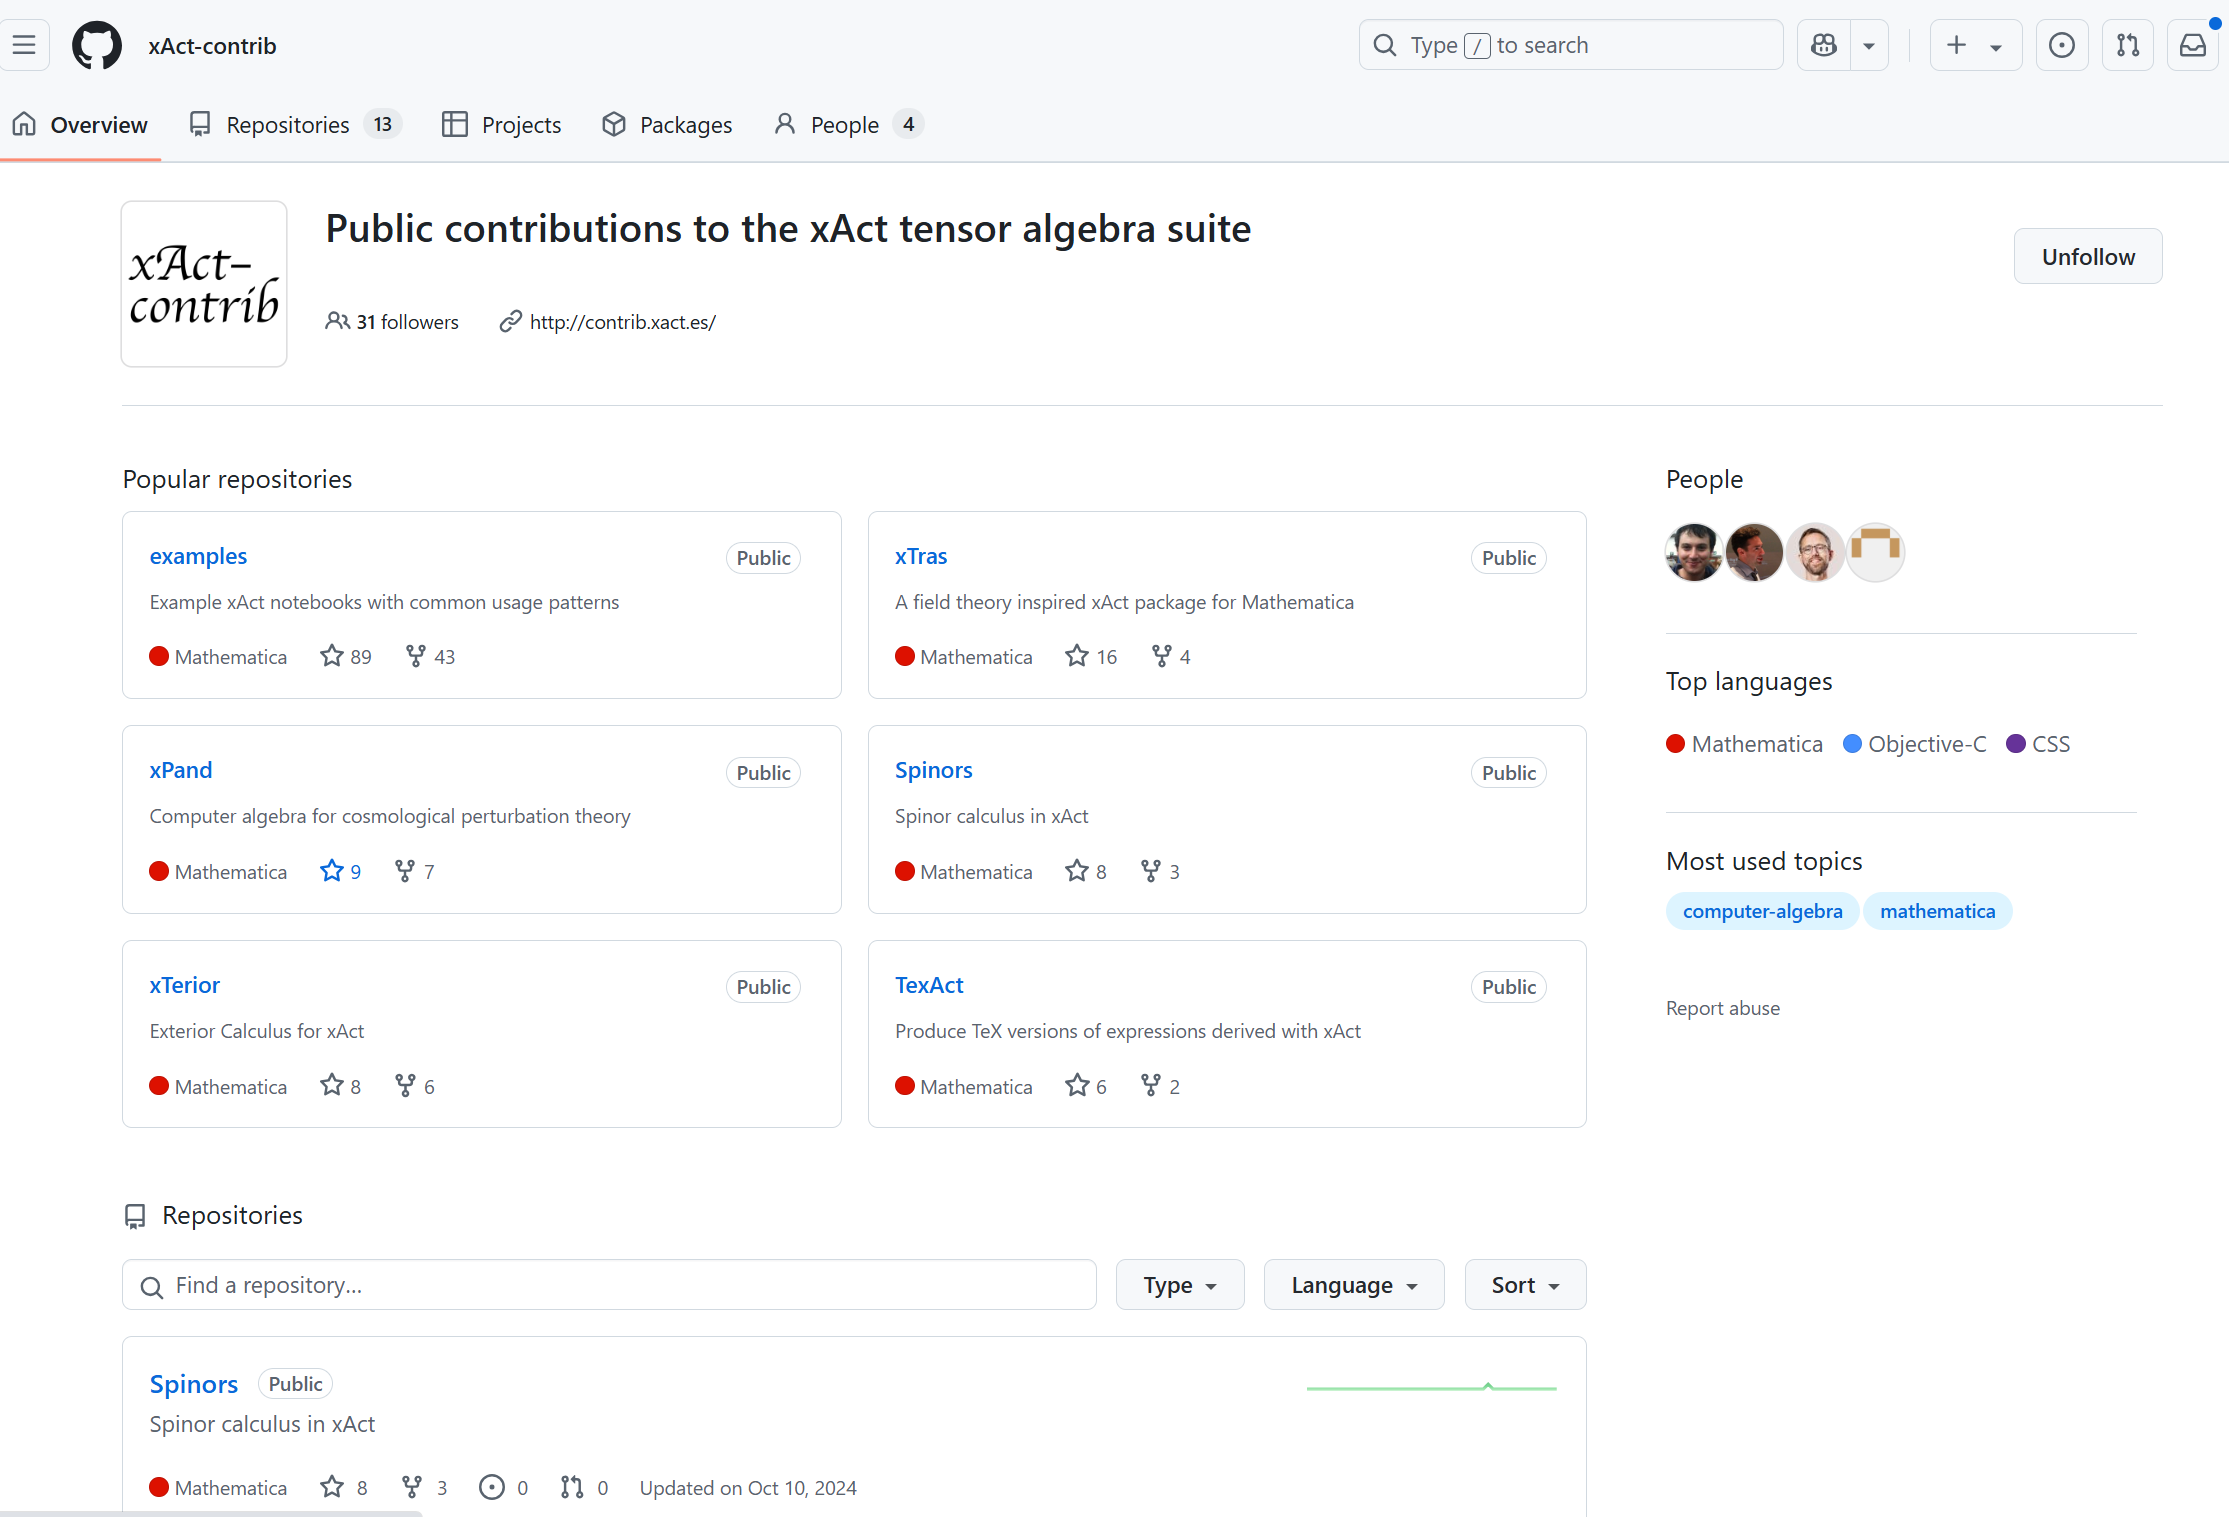 xAct-contrib
Type / to search
Overview
Repositories 13
Projects
Packages
People 4
xAct-
contrib
Public contributions to the xAct tensor algebra suite
Unfollow
31 followers
http://contrib.xact.es/
Popular repositories
examples
Public
Example xAct notebooks with common usage patterns
Mathematica 89 43
xTras
Public
A field theory inspired xAct package for Mathematica
Mathematica 16 4
xPand
Public
Computer algebra for cosmological perturbation theory
Mathematica 9 7
Spinors
Public
Spinor calculus in xAct
Mathematica 8 3
xTerior
Public
Exterior Calculus for xAct
Mathematica 8 6
TexAct
Public
Produce TeX versions of expressions derived with xAct
Mathematica 6 2
People
Top languages
Mathematica Objective-C CSS
Most used topics
computer-algebra mathematica
Report abuse
Repositories
Find a repository...
Type
Language
Sort
Spinors Public
Spinor calculus in xAct
Mathematica 8 3 0 0 Updated on Oct 10, 2024